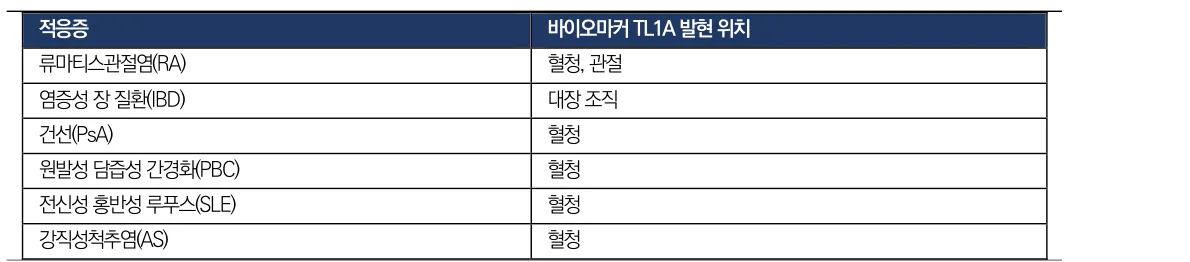 적응증 바이오마커 TL1A 발현 위치
류마티스관절염(RA) 혈청, 관절
염증성 장 질환(IBD) 대장 조직
건선(PsA) 혈청
원발성 담즙성 간경화(PBC) 혈청
전신성 홍반성 루푸스(SLE) 혈청
강직성척추염(AS) 혈청